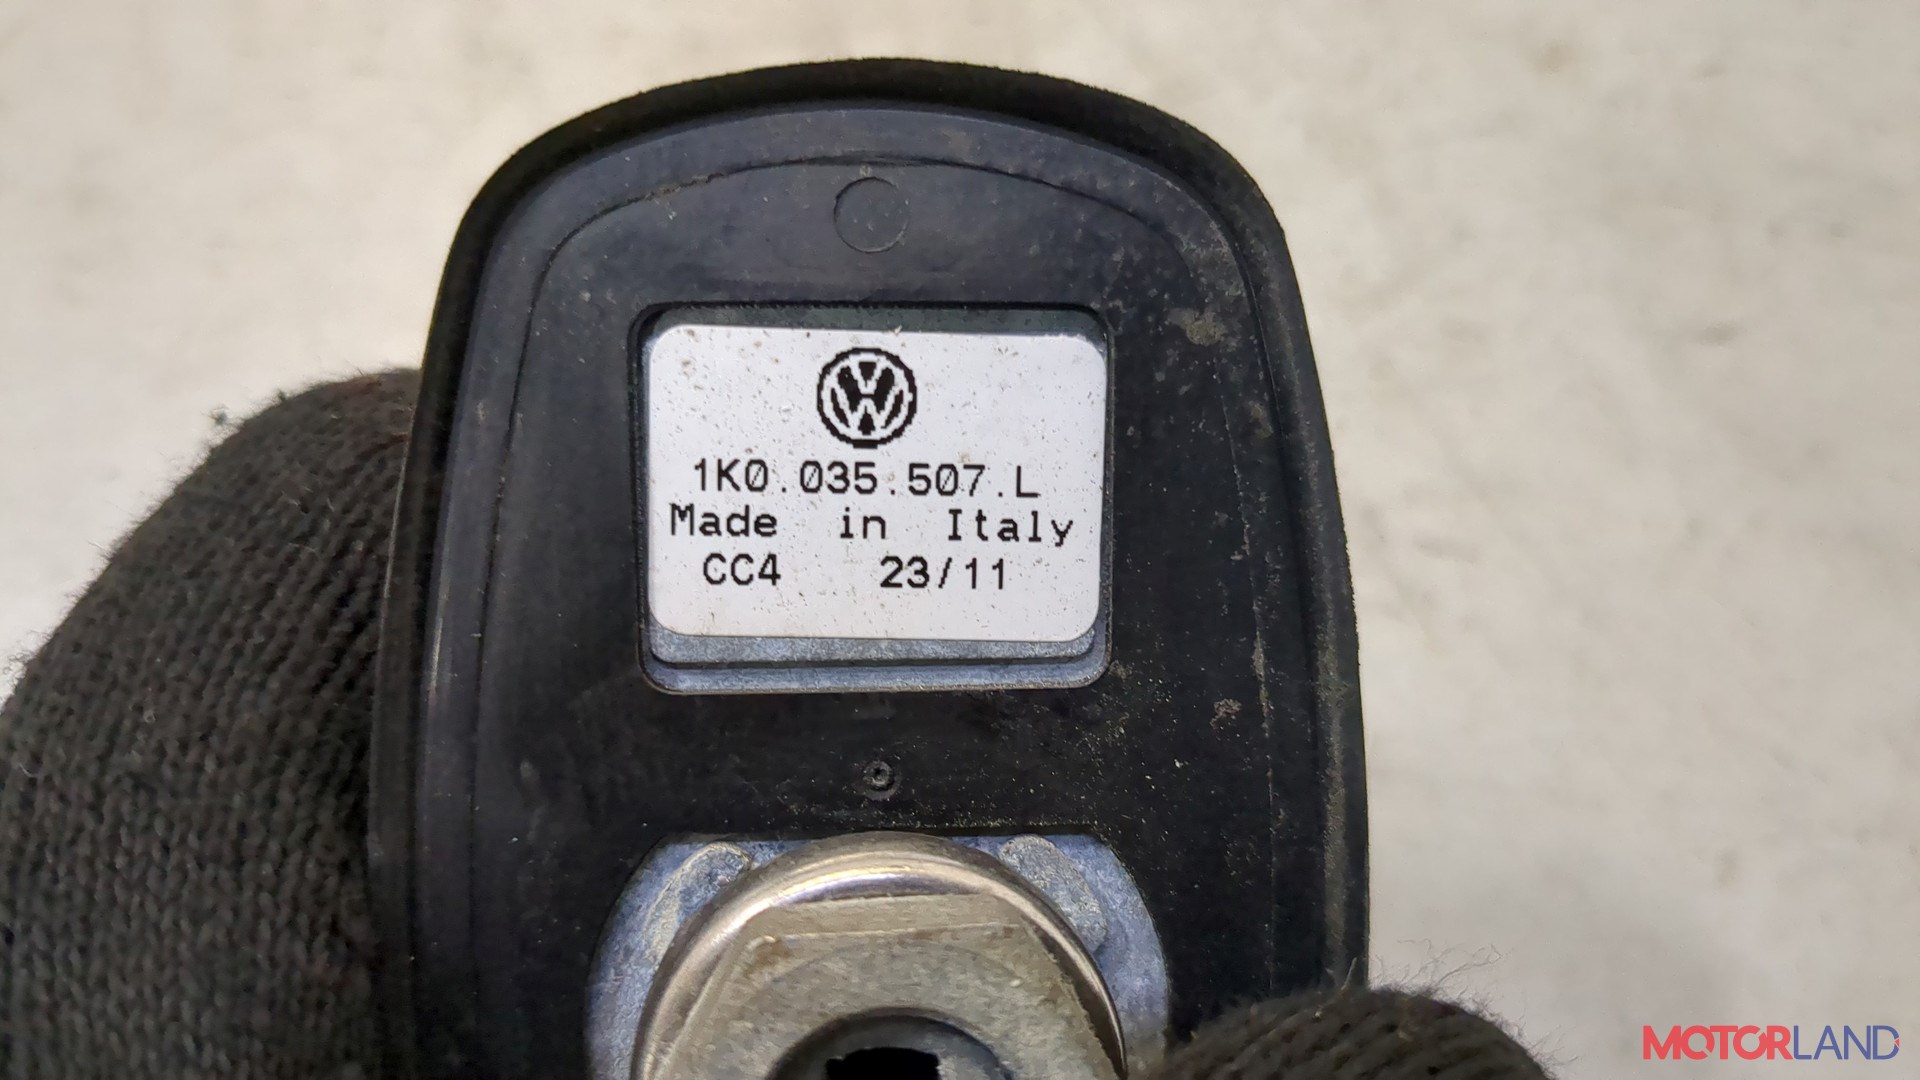 1K0.035.507.L
Made in Italy
CC4 23/11
MOTORLAND